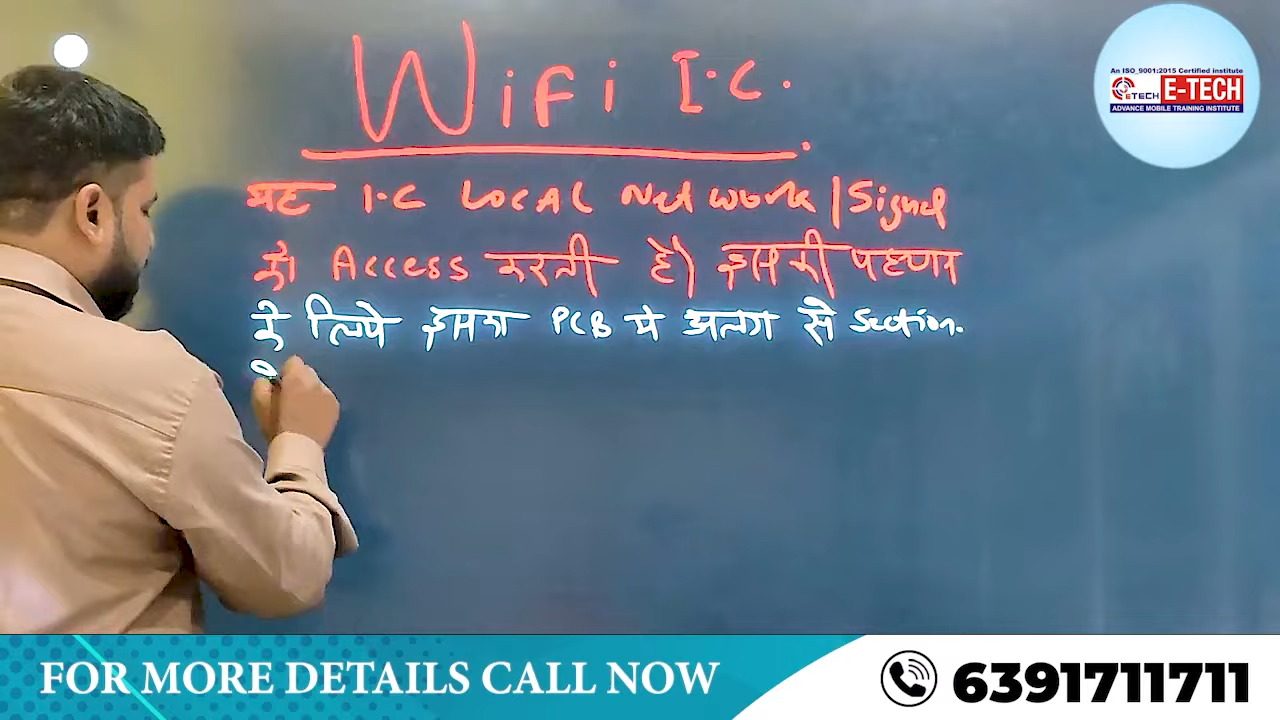 WiFi I.C.
यह I.C LOCAL Network | Signal
को Access करती है। इसकी पहचान
के लिये इसका PCB मे अलग से Section.
An ISO_9001:2015 Certified institute
ETECH E-TECH
ADVANCE MOBILE TRAINING INSTITUTE
FOR MORE DETAILS CALL NOW
6391711711